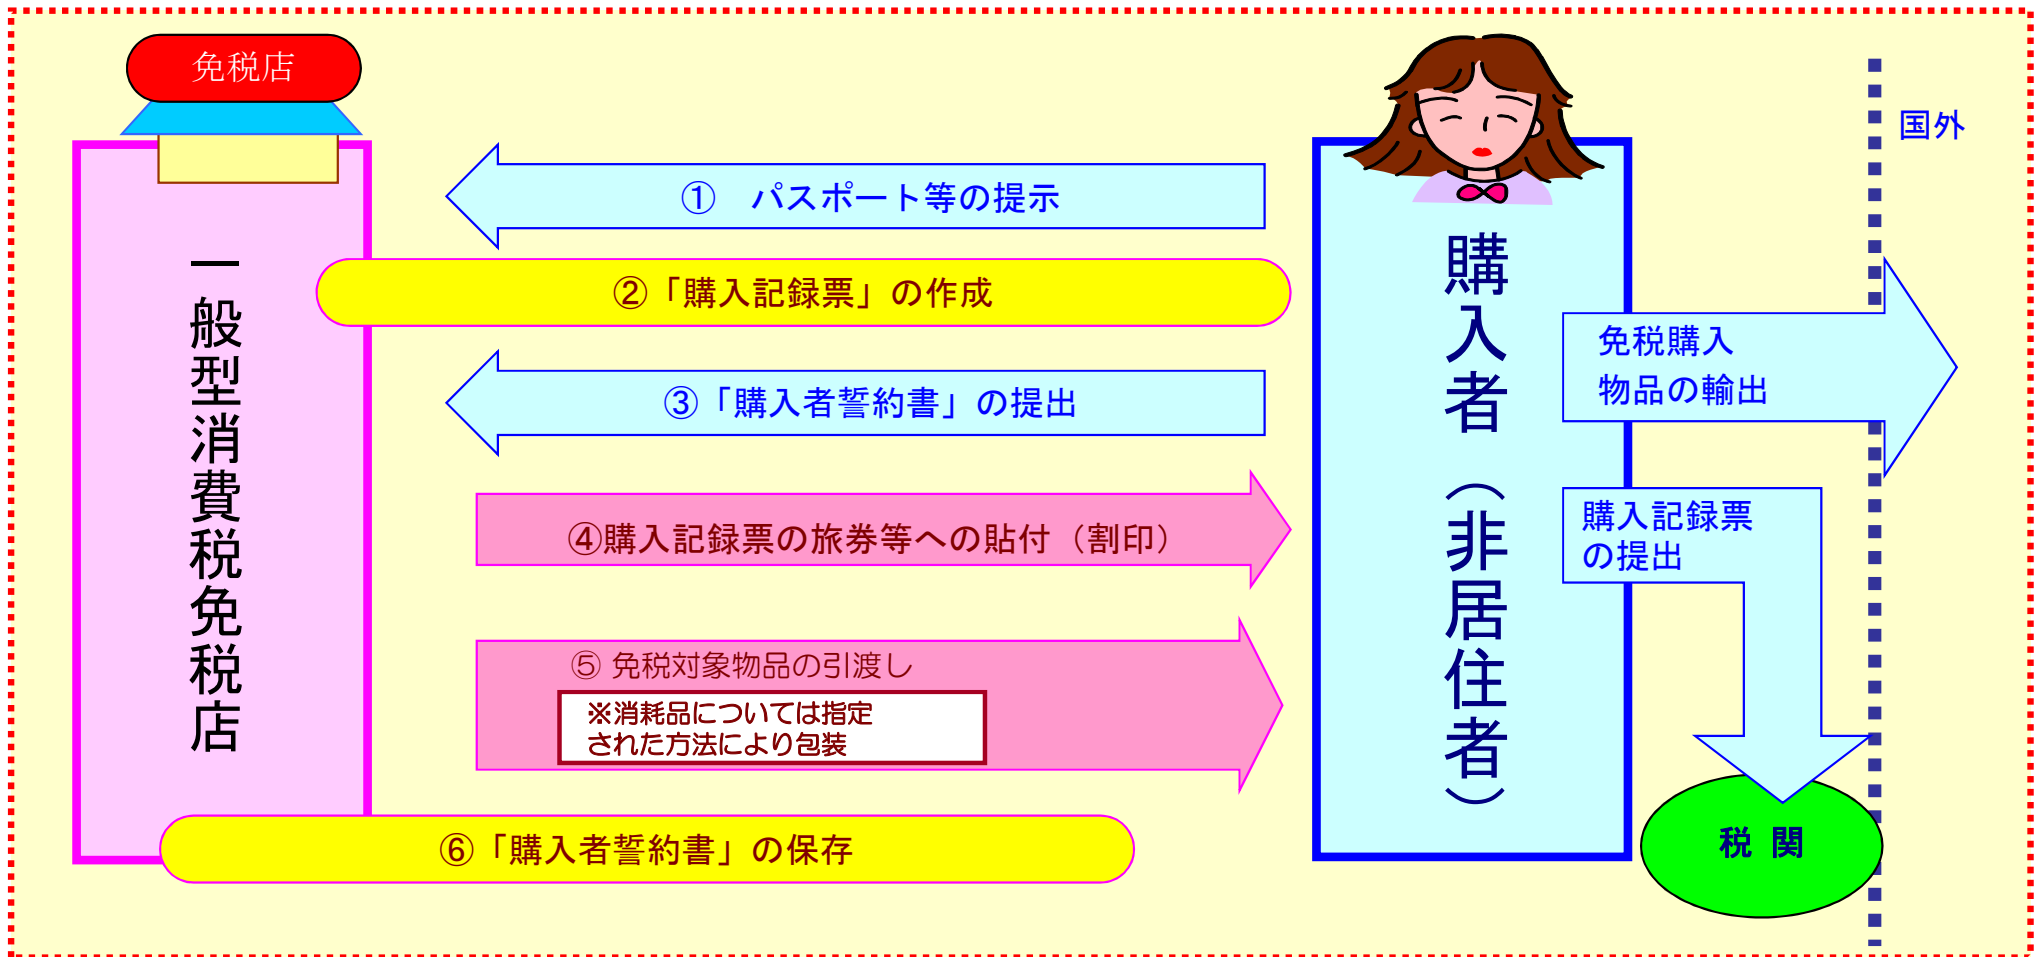 免税店
一般型消費税免税店
①　パスポート等の提示
②「購入記録票」の作成
③「購入者誓約書」の提出
④購入記録票の旅券等への貼付（割印）
⑤ 免税対象物品の引渡し
※消耗品については指定
された方法により包装
⑥「購入者誓約書」の保存
購入者（非居住者）
国外
免税購入
物品の輸出
購入記録票
の提出
税 関